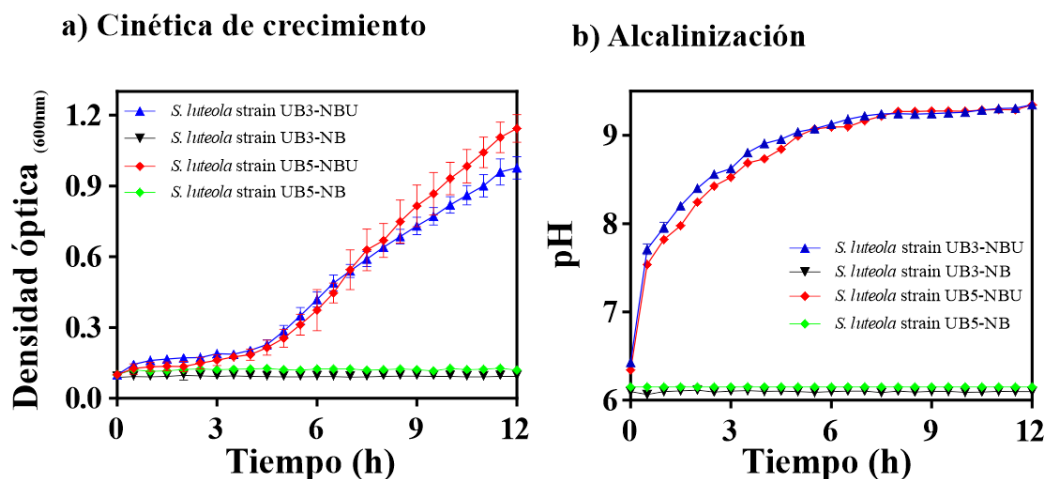 a) Cinética de crecimiento
Densidad óptica (600nm)
1.2
0.9
0.6
0.3
0.0
S. luteola strain UB3-NBU
S. luteola strain UB3-NB
S. luteola strain UB5-NBU
S. luteola strain UB5-NB
0 3 6 9 12
Tiempo (h)
b) Alcalinización
pH
9
8
7
6
S. luteola strain UB3-NBU
S. luteola strain UB3-NB
S. luteola strain UB5-NBU
S. luteola strain UB5-NB
0 3 6 9 12
Tiempo (h)